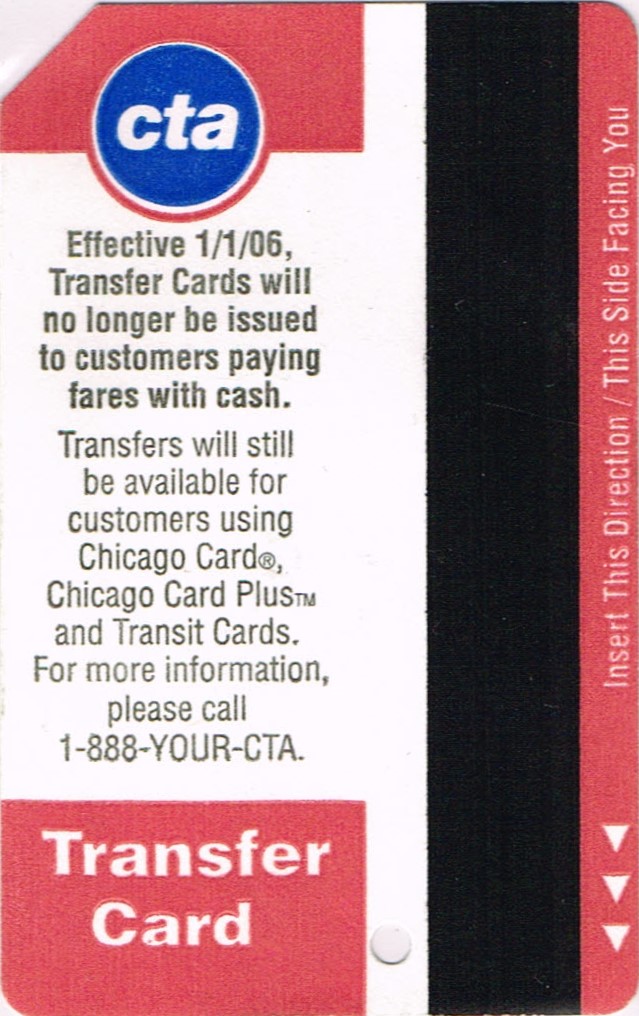 cta
Effective 1/1/06,
Transfer Cards will
no longer be issued
to customers paying
fares with cash.
Transfers will still
be available for
customers using
Chicago Card®,
Chicago Card Plus™
and Transit Cards.
For more information,
please call
1-888-YOUR-CTA.
Transfer
Card
Insert This Direction / This Side Facing You